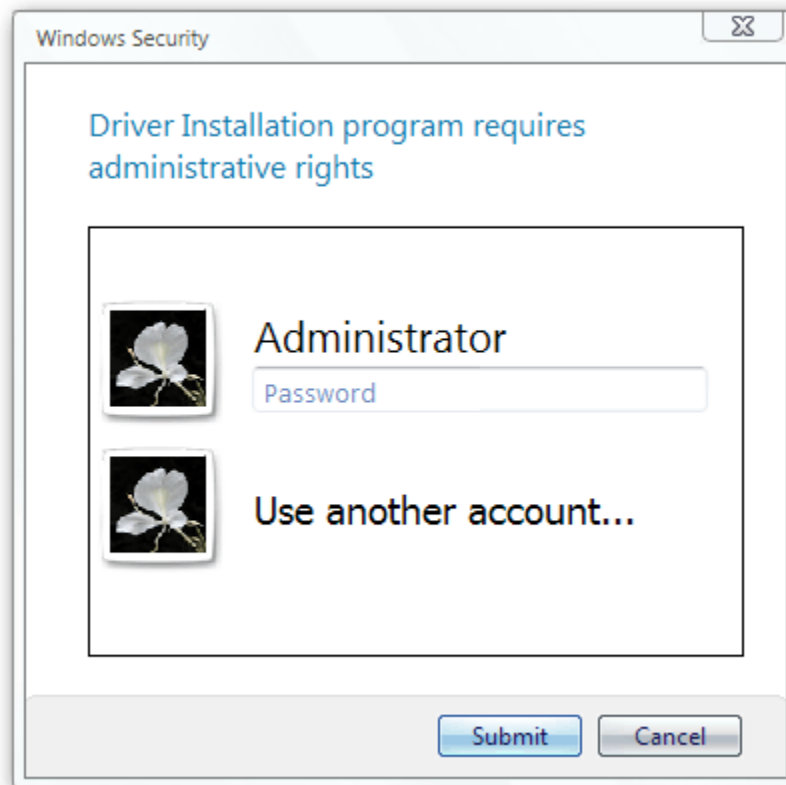 Windows Security
Driver Installation program requires
administrative rights
Administrator
Password
Use another account...
Submit
Cancel